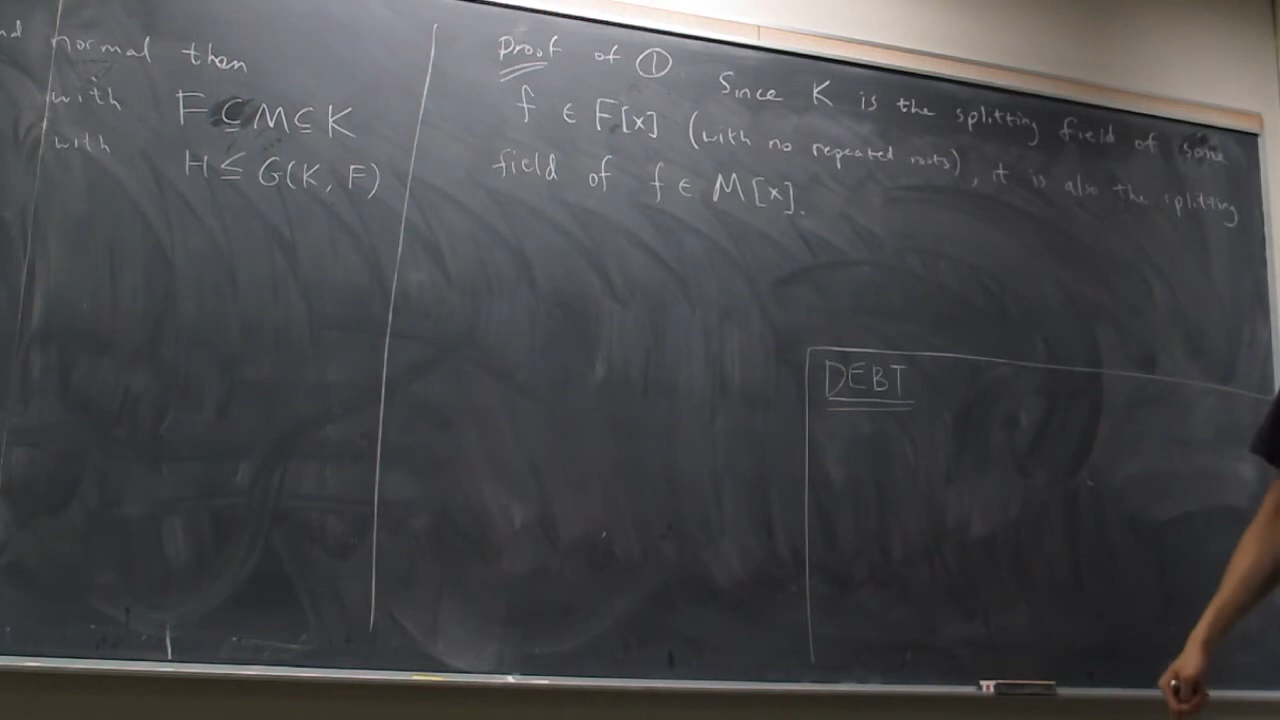 nd normal then
with F ⊆ M ⊆ K
with H ≤ G(K, F)
Proof of ① Since K is the splitting field of some
f ∈ F[x] (with no repeated roots), it is also the splitting
field of f ∈ M[x].
DEBT